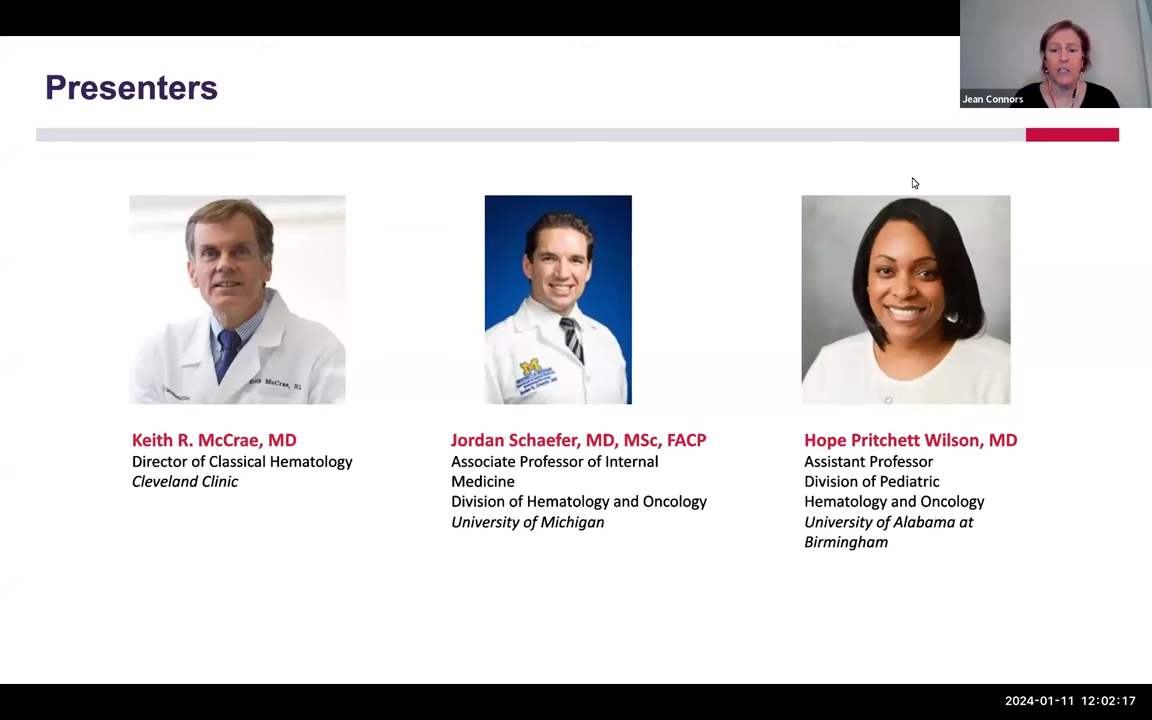 Presenters
Jean Connors
Keith R. McCrae, MD
Director of Classical Hematology
Cleveland Clinic
Jordan Schaefer, MD, MSc, FACP
Associate Professor of Internal
Medicine
Division of Hematology and Oncology
University of Michigan
Hope Pritchett Wilson, MD
Assistant Professor
Division of Pediatric
Hematology and Oncology
University of Alabama at
Birmingham
2024-01-11 12:02:17